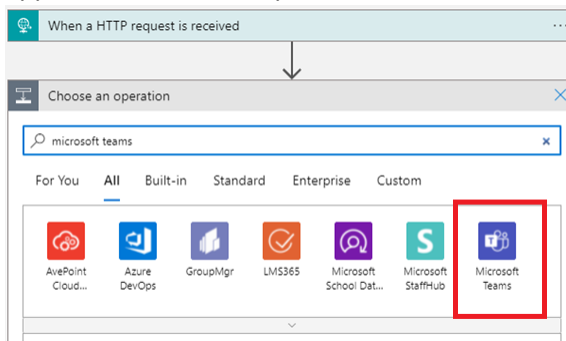 When a HTTP request is received
Choose an operation
microsoft teams
For You All Built-in Standard Enterprise Custom
AvePoint Cloud...
Azure DevOps
GroupMgr
LMS365
Microsoft School Dat...
Microsoft StaffHub
Microsoft Teams